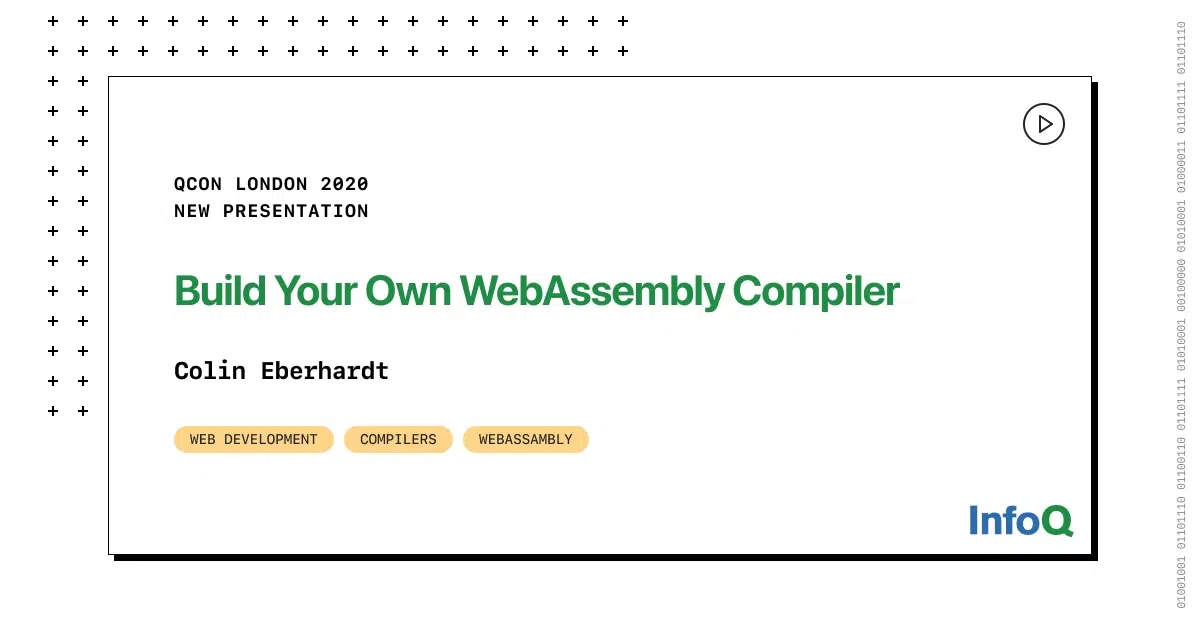 QCON LONDON 2020
NEW PRESENTATION
Build Your Own WebAssembly Compiler
Colin Eberhardt
WEB DEVELOPMENT COMPILERS WEBASSAMBLY
InfoQ
01001001 01101110 01100110 01101111 01010001 00100000 01010001 01000011 01101111 01101110